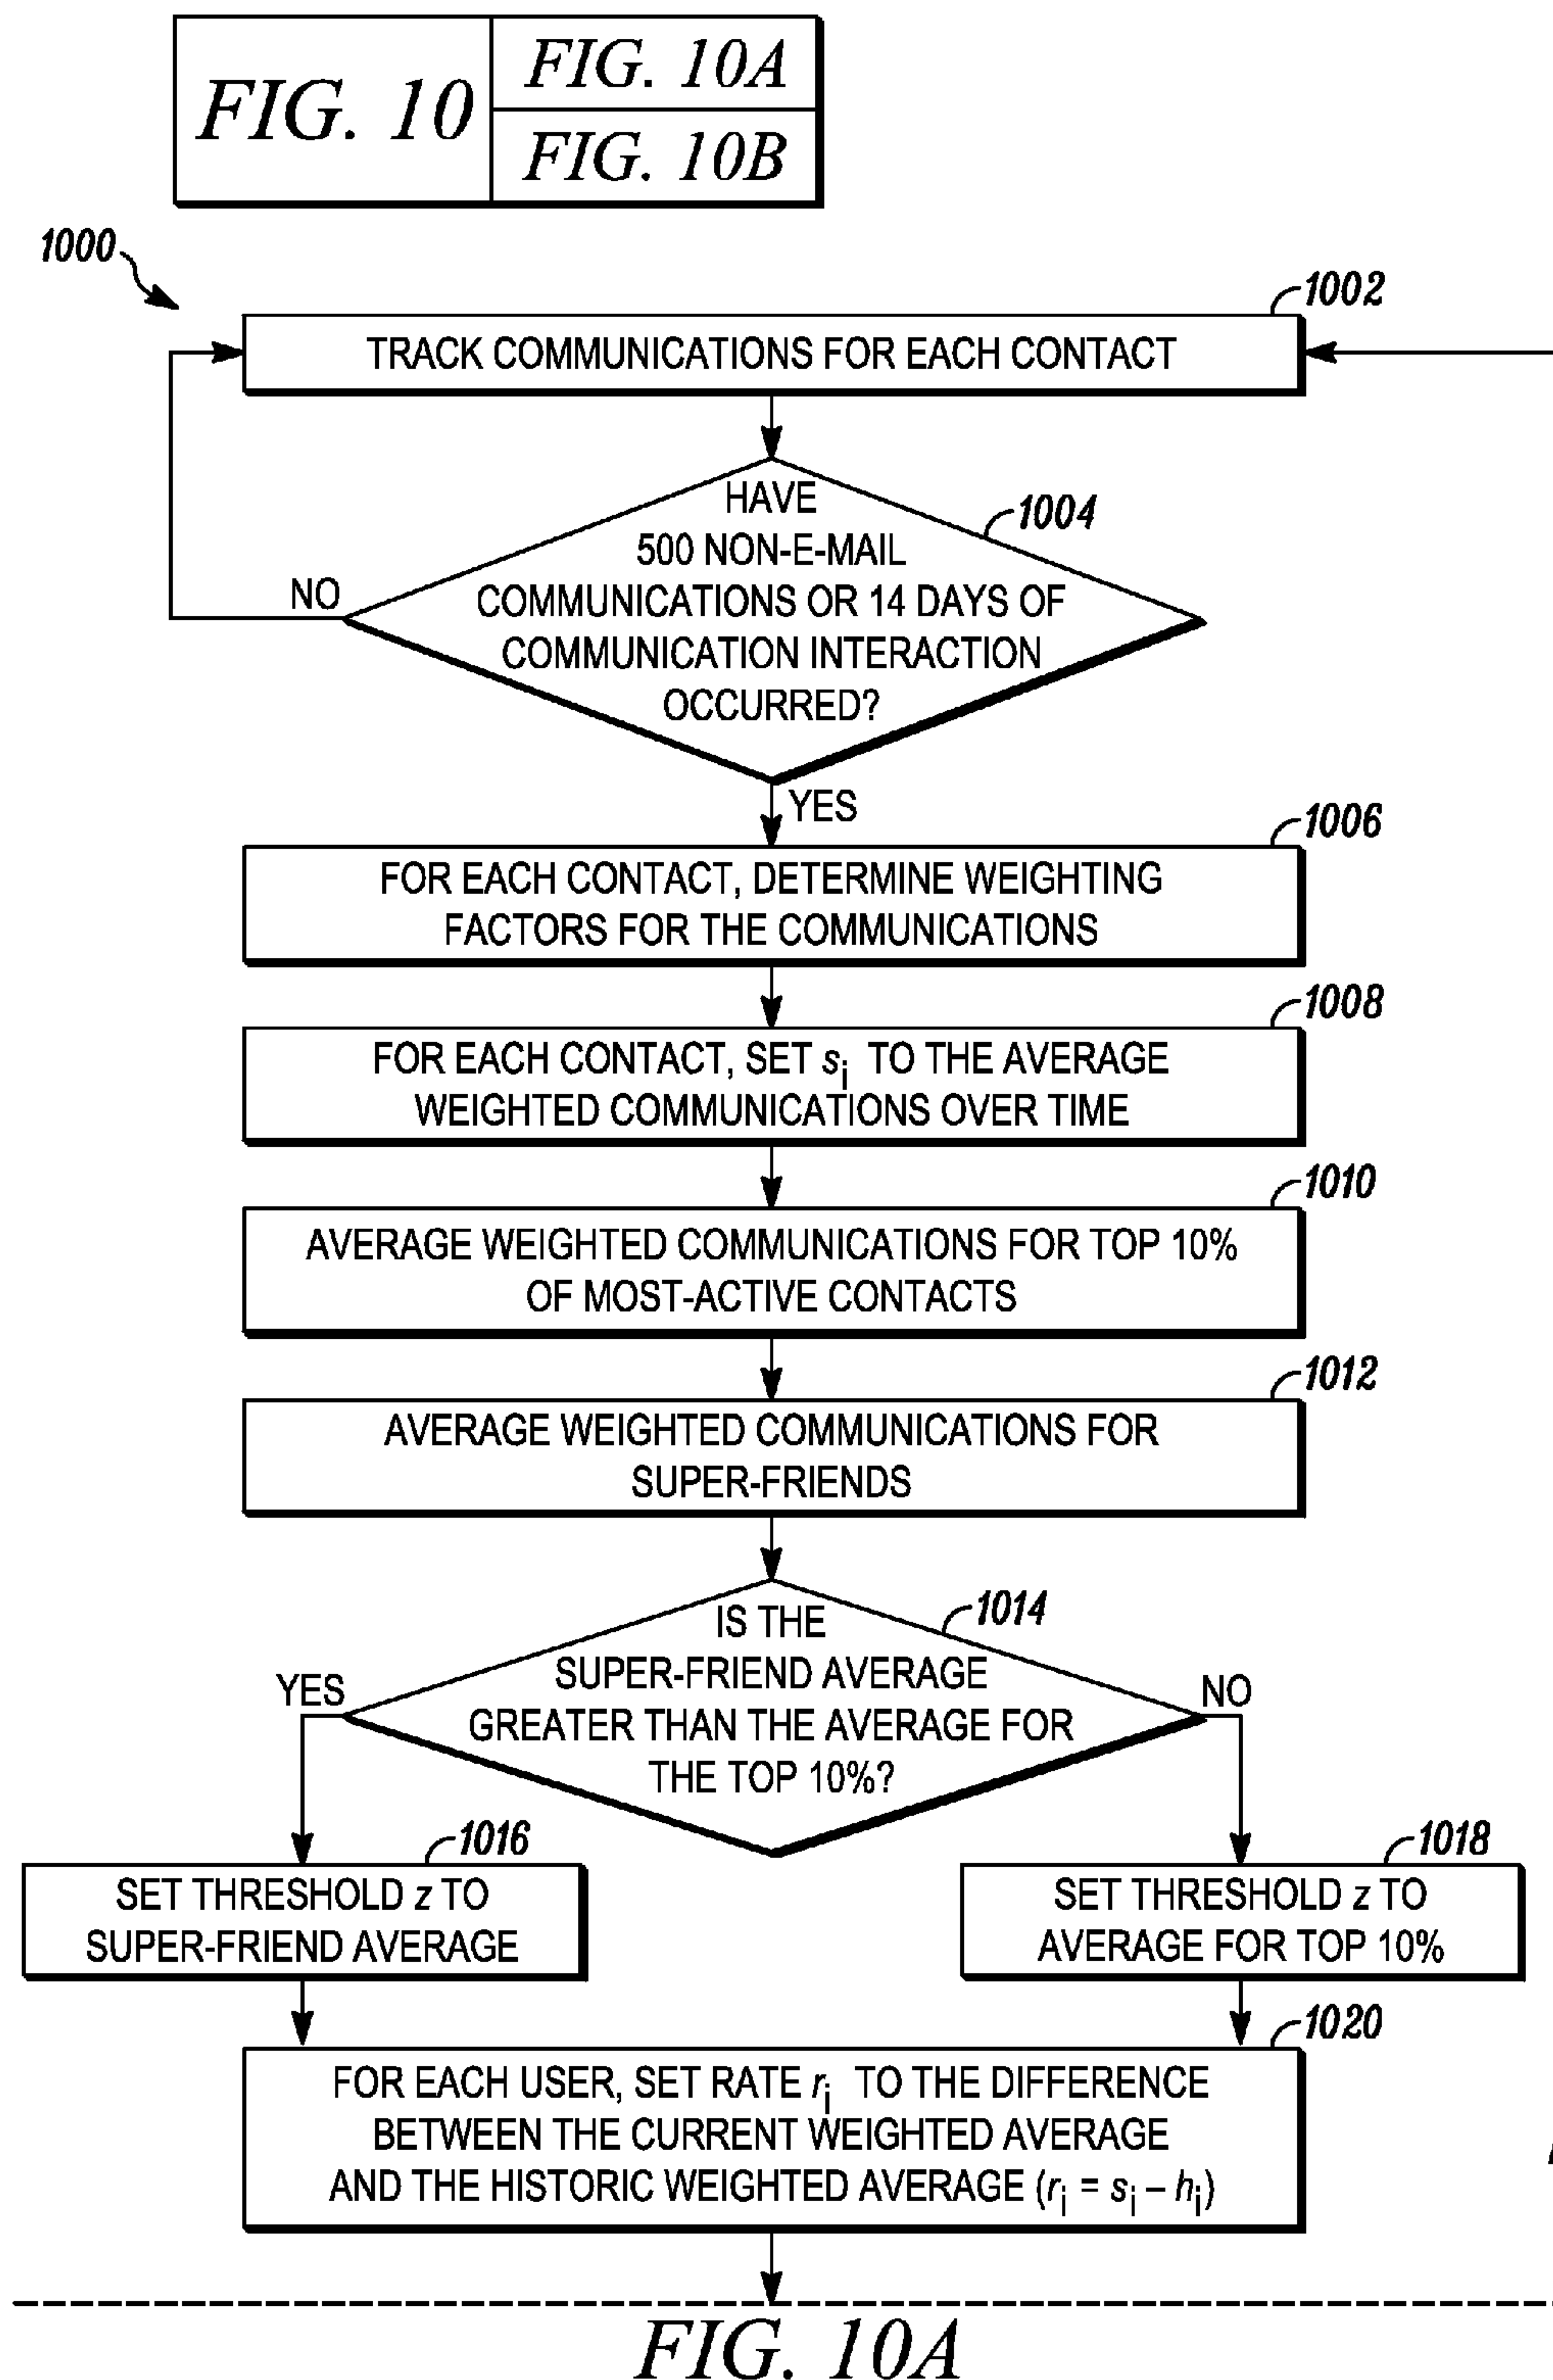 FIG. 10
FIG. 10A
FIG. 10B
1000
1002
TRACK COMMUNICATIONS FOR EACH CONTACT
1004
HAVE
500 NON-E-MAIL
COMMUNICATIONS OR 14 DAYS OF
COMMUNICATION INTERACTION
OCCURRED?
NO
YES
1006
FOR EACH CONTACT, DETERMINE WEIGHTING
FACTORS FOR THE COMMUNICATIONS
1008
FOR EACH CONTACT, SET si TO THE AVERAGE
WEIGHTED COMMUNICATIONS OVER TIME
1010
AVERAGE WEIGHTED COMMUNICATIONS FOR TOP 10%
OF MOST-ACTIVE CONTACTS
1012
AVERAGE WEIGHTED COMMUNICATIONS FOR
SUPER-FRIENDS
1014
IS THE
SUPER-FRIEND AVERAGE
GREATER THAN THE AVERAGE FOR
THE TOP 10%?
YES
NO
1016
SET THRESHOLD z TO
SUPER-FRIEND AVERAGE
1018
SET THRESHOLD z TO
AVERAGE FOR TOP 10%
1020
FOR EACH USER, SET RATE ri TO THE DIFFERENCE
BETWEEN THE CURRENT WEIGHTED AVERAGE
AND THE HISTORIC WEIGHTED AVERAGE (ri = si – hi)
FIG. 10A